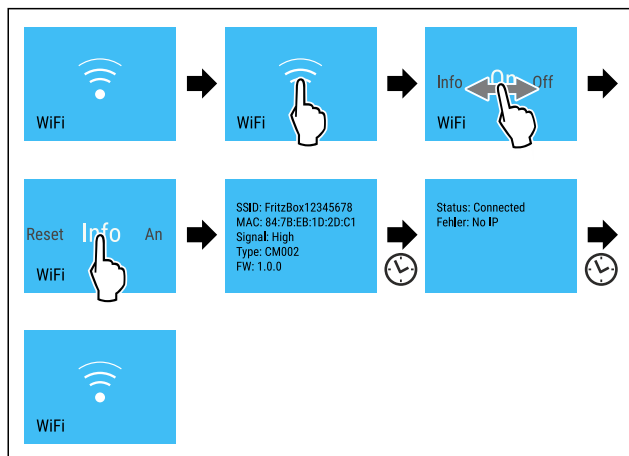 WiFi
WiFi
Info On Off
WiFi
Reset Info An
WiFi
SSID: FritzBox12345678
MAC: 84:7B:EB:1D:2D:C1
Signal: High
Type: CM002
FW: 1.0.0
Status: Connected
Fehler: No IP
WiFi